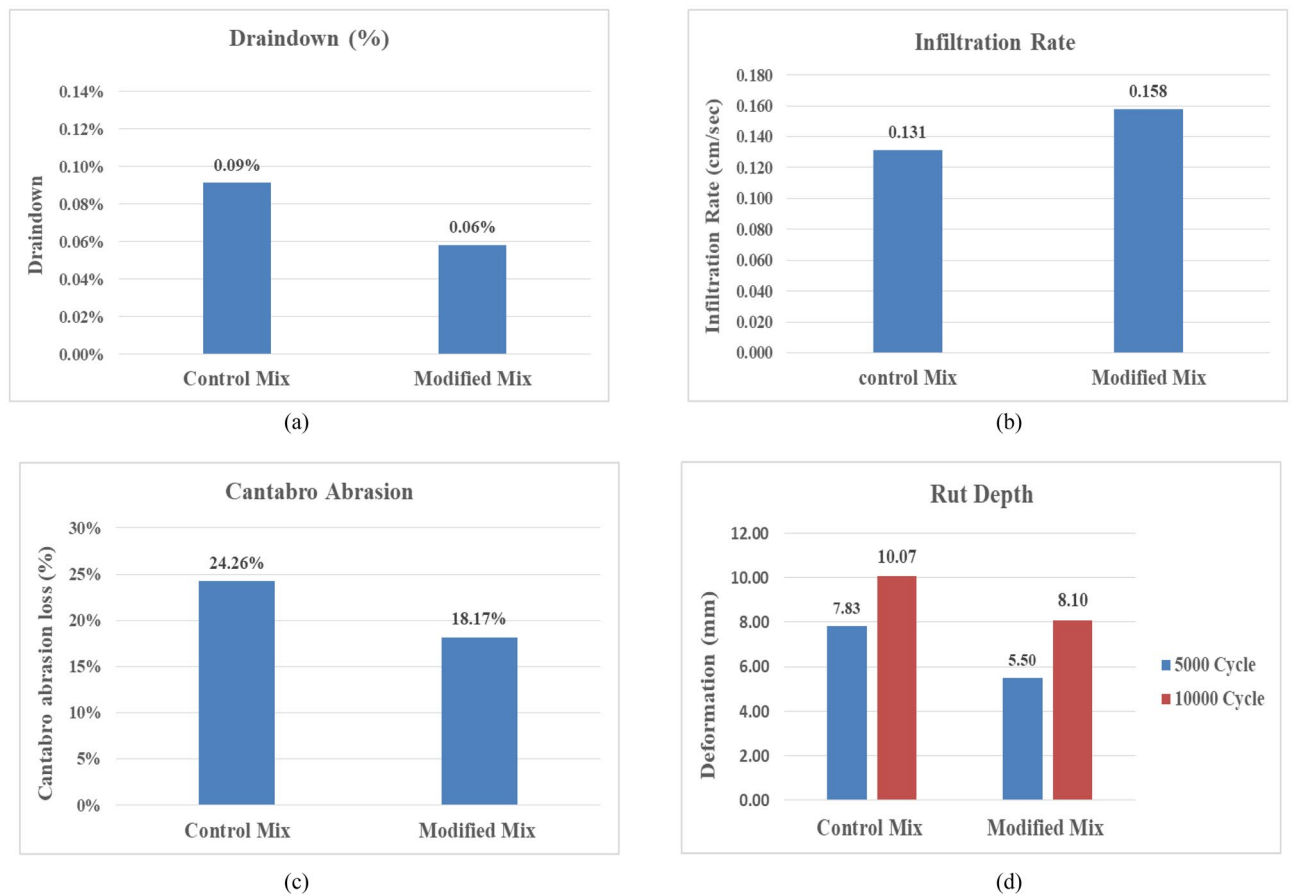 Draindown (%)
Draindown
0.14%
0.12%
0.10%
0.08%
0.06%
0.04%
0.02%
0.00%
0.09%
0.06%
Control Mix
Modified Mix
(a)
Infiltration Rate
Infiltration Rate (cm/sec)
0.180
0.160
0.140
0.120
0.100
0.080
0.060
0.040
0.020
0.000
0.131
0.158
control Mix
Modified Mix
(b)
Cantabro Abrasion
Cantabro abrasion loss (%)
30%
25%
20%
15%
10%
5%
0%
24.26%
18.17%
Control Mix
Modified Mix
(c)
Rut Depth
Deformation (mm)
12.00
10.00
8.00
6.00
4.00
2.00
0.00
7.83
10.07
5.50
8.10
Control Mix
Modified Mix
5000 Cycle
10000 Cycle
(d)